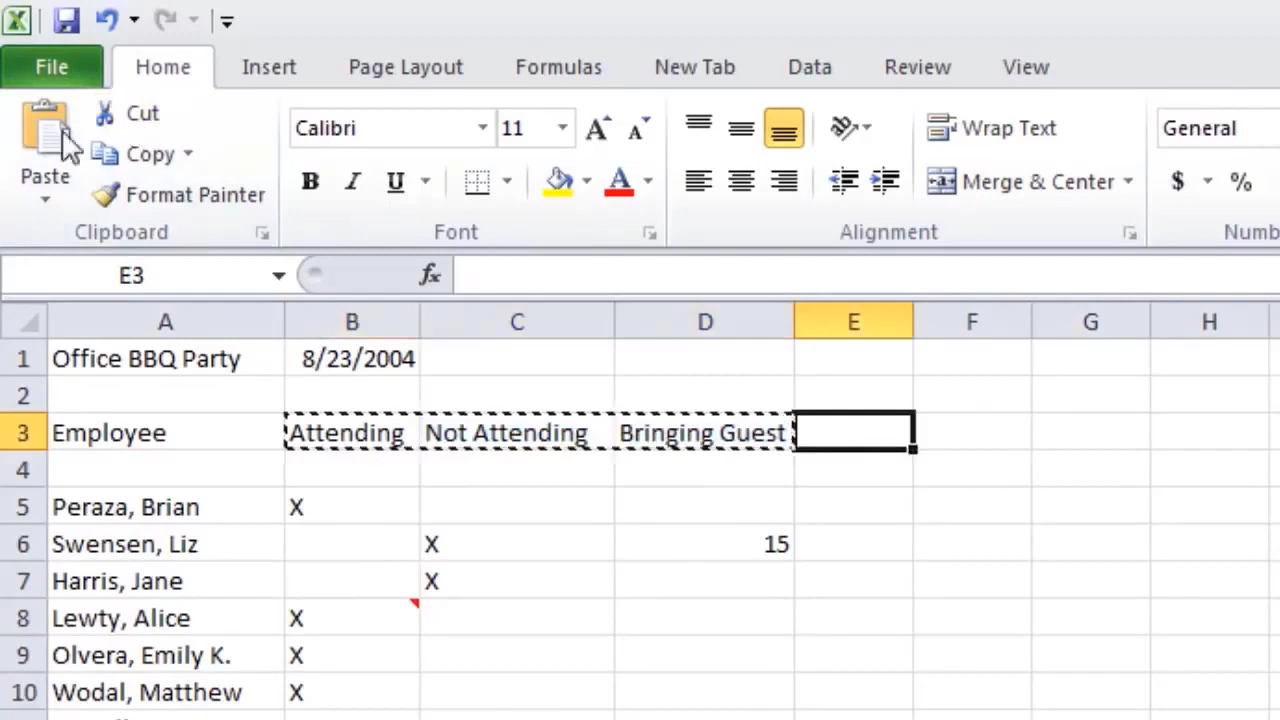 File Home Insert Page Layout Formulas New Tab Data Review View
Cut
Copy
Paste
Format Painter
Calibri 11
A A
B I U A
Wrap Text
Merge & Center
General
$ %
Clipboard Font Alignment
E3 fx
A B C D E F G H
1 Office BBQ Party 8/23/2004
2
3 Employee Attending Not Attending Bringing Guest
4
5 Peraza, Brian X
6 Swensen, Liz X 15
7 Harris, Jane X
8 Lewty, Alice X
9 Olvera, Emily K. X
10 Wodal, Matthew X